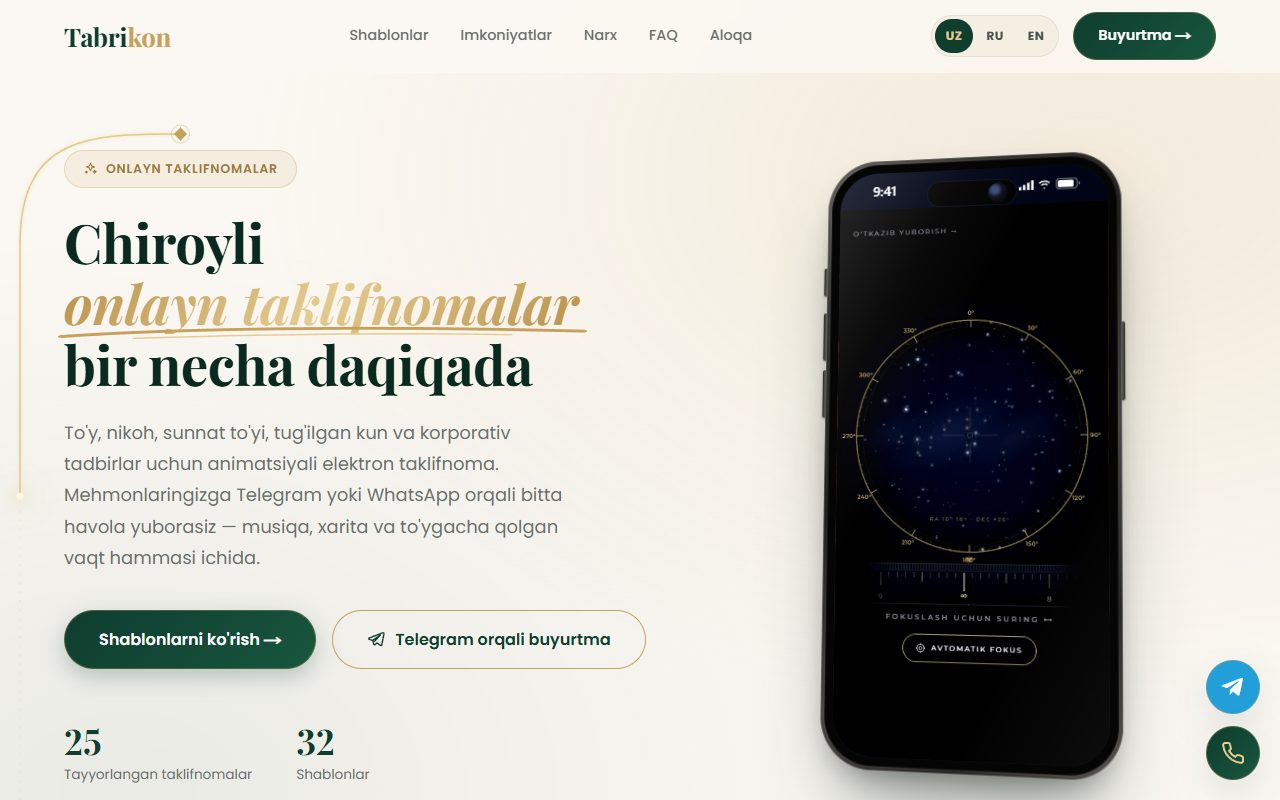 Tabrikon
Shablonlar Imkoniyatlar Narx FAQ Aloqa
UZ RU EN
Buyurtma →
ONLAYN TAKLIFNOMALAR
Chiroyli
onlayn taklifnomalar
bir necha daqiqada
To'y, nikoh, sunnat to'yi, tug'ilgan kun va korporativ
tadbirlar uchun animatsiyali elektron taklifnoma.
Mehmonlaringizga Telegram yoki WhatsApp orqali bitta
havola yuborasiz — musiqa, xarita va to'ygacha qolgan
vaqt hammasi ichida.
Shablonlarni ko'rish →
Telegram orqali buyurtma
25
Tayyorlangan taklifnomalar
32
Shablonlar
9:41
O'TKAZIB YUBORISH →
0°
330° 30°
300° 60°
270° 90°
240° 120°
210° 150°
9 ∞ 8
FOKUSLASH UCHUN SURING ↔
AVTOMATIK FOKUS